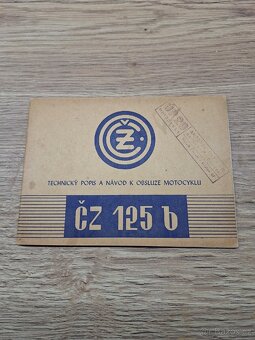 ČZ
TECHNICKÝ POPIS A NÁVOD K OBSLUZE MOTOCYKLU
ČZ 125 b